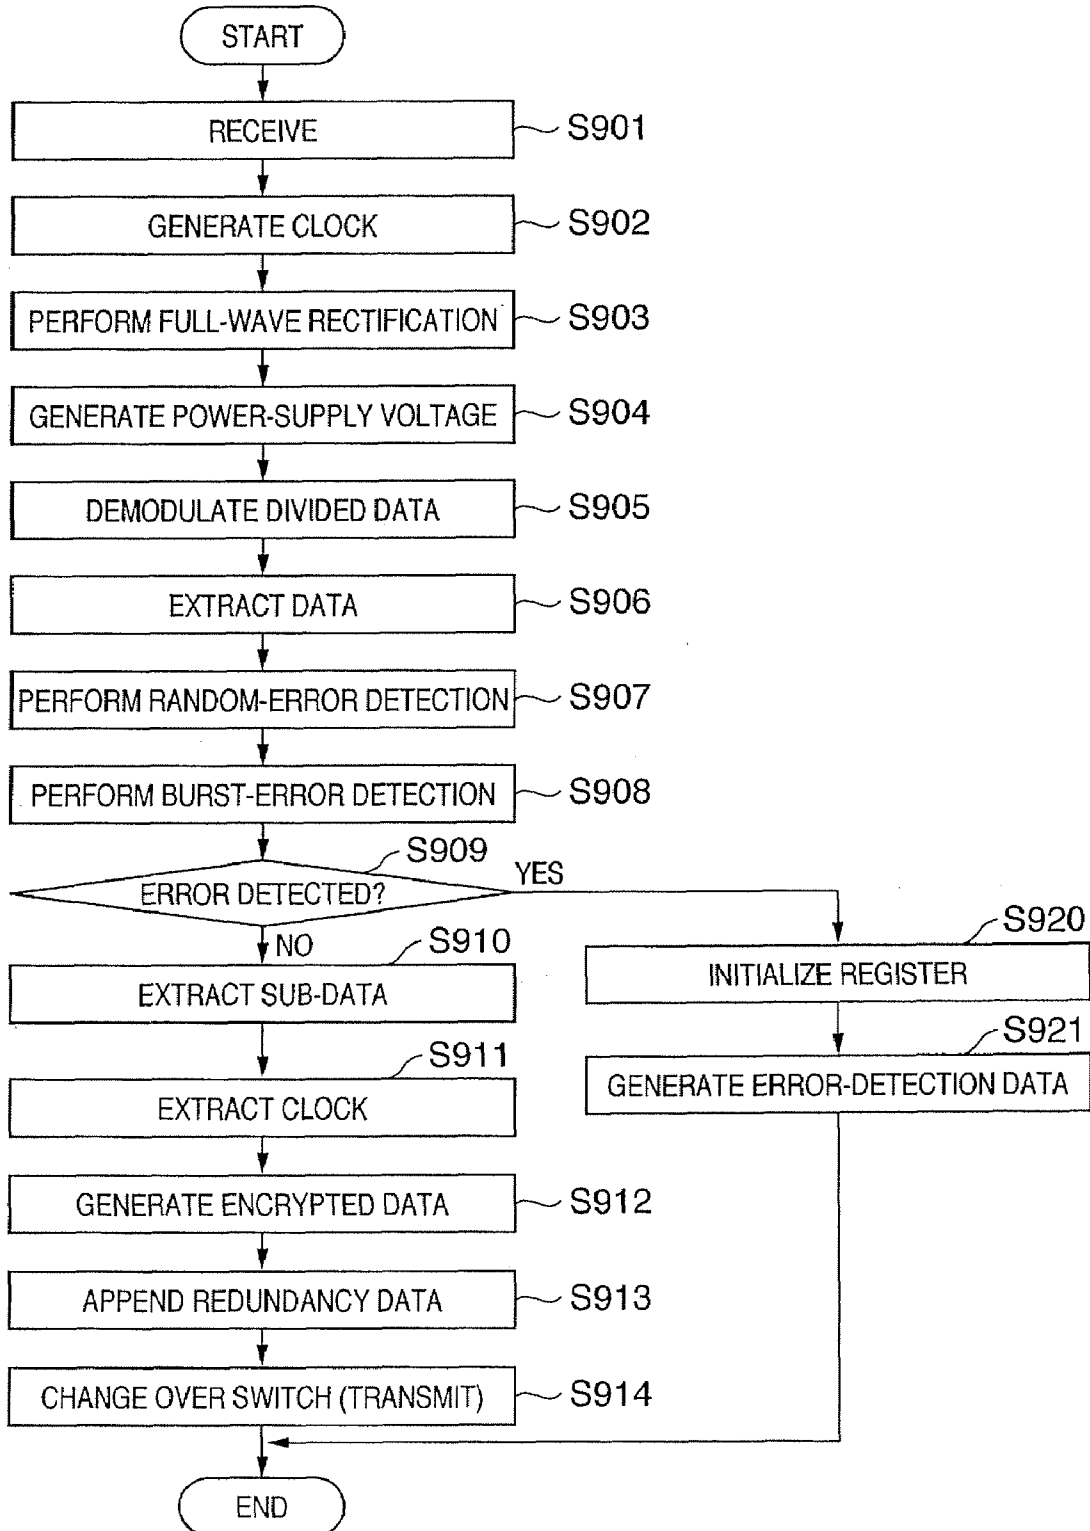 START
RECEIVE
S901
GENERATE CLOCK
S902
PERFORM FULL-WAVE RECTIFICATION
S903
GENERATE POWER-SUPPLY VOLTAGE
S904
DEMODULATE DIVIDED DATA
S905
EXTRACT DATA
S906
PERFORM RANDOM-ERROR DETECTION
S907
PERFORM BURST-ERROR DETECTION
S908
S909
ERROR DETECTED?
YES
NO
S910
EXTRACT SUB-DATA
S920
INITIALIZE REGISTER
S911
EXTRACT CLOCK
S921
GENERATE ERROR-DETECTION DATA
GENERATE ENCRYPTED DATA
S912
APPEND REDUNDANCY DATA
S913
CHANGE OVER SWITCH (TRANSMIT)
S914
END